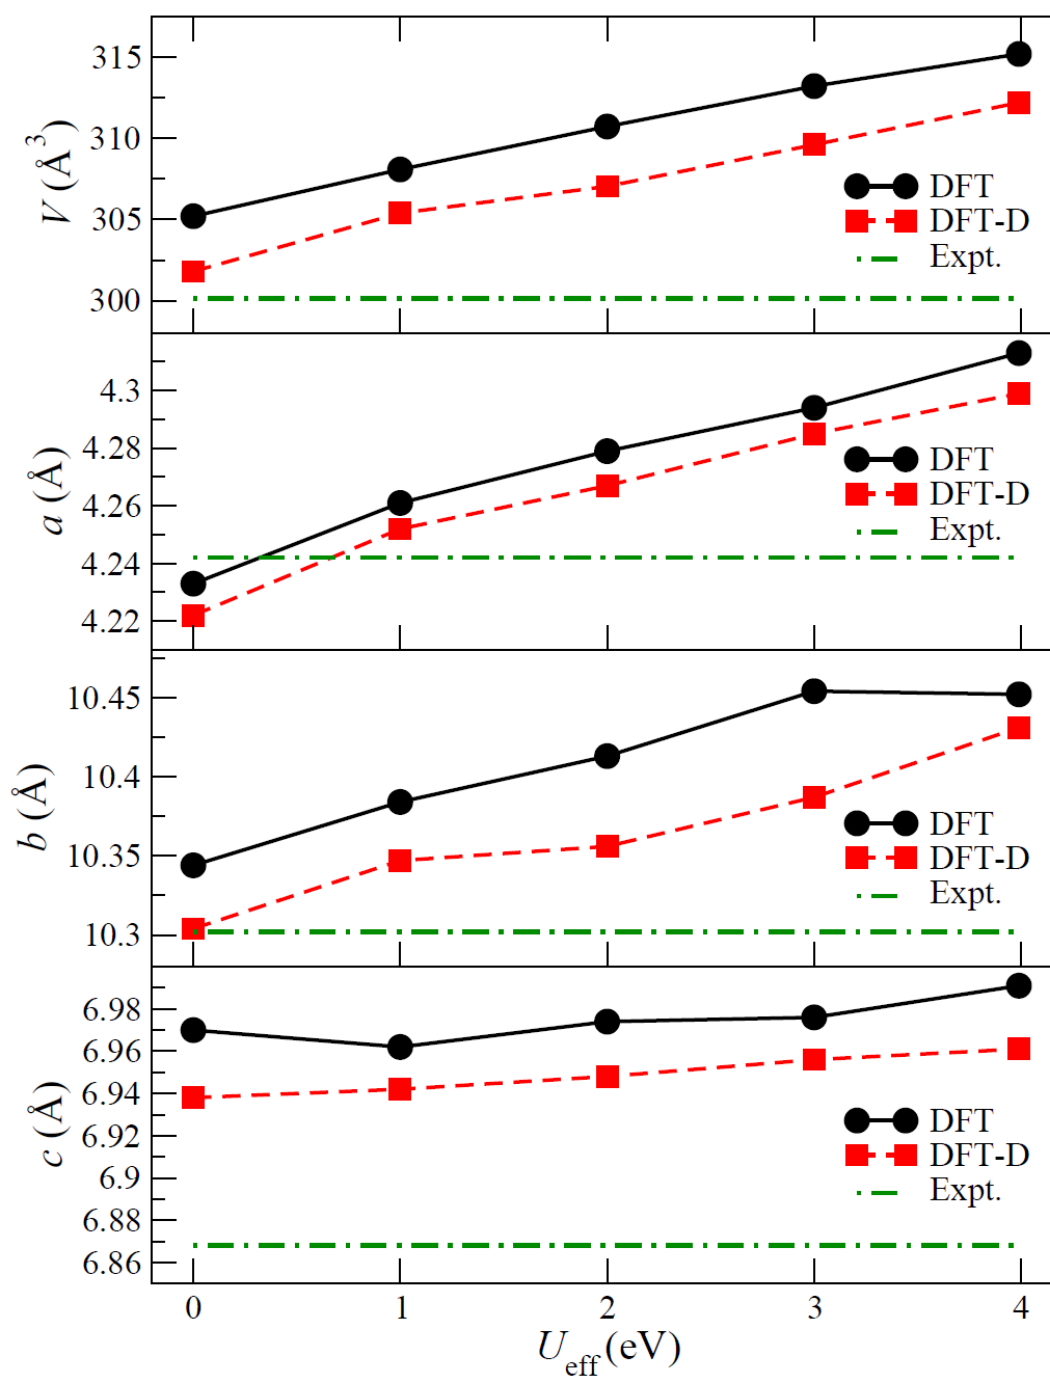 V (Å³)
315
310
305
300
DFT
DFT-D
Expt.
a (Å)
4.3
4.28
4.26
4.24
4.22
DFT
DFT-D
Expt.
b (Å)
10.45
10.4
10.35
10.3
DFT
DFT-D
Expt.
c (Å)
6.98
6.96
6.94
6.92
6.9
6.88
6.86
DFT
DFT-D
Expt.
0 1 2 3 4
U_eff (eV)